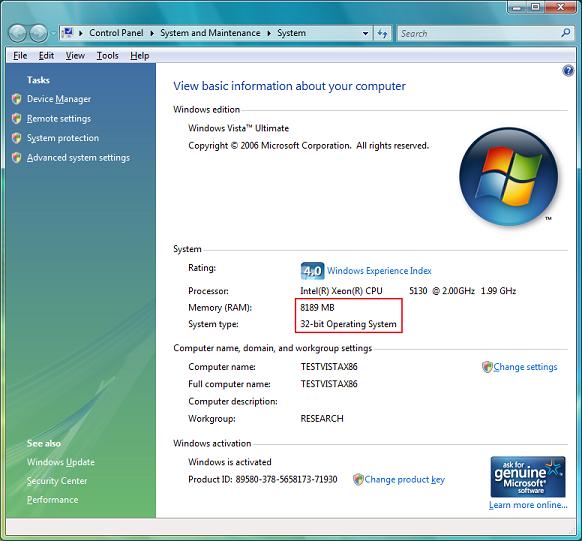 Control Panel ▸ System and Maintenance ▸ System
Search
File Edit View Tools Help
Tasks
Device Manager
Remote settings
System protection
Advanced system settings
See also
Windows Update
Security Center
Performance
View basic information about your computer
Windows edition
Windows Vista™ Ultimate
Copyright © 2006 Microsoft Corporation. All rights reserved.
TM
System
Rating: 4.0 Windows Experience Index
Processor: Intel(R) Xeon(R) CPU 5130 @ 2.00GHz 1.99 GHz
Memory (RAM): 8189 MB
System type: 32-bit Operating System
Computer name, domain, and workgroup settings
Computer name: TESTVISTAX86 Change settings
Full computer name: TESTVISTAX86
Computer description:
Workgroup: RESEARCH
Windows activation
Windows is activated
Product ID: 89580-378-5658173-71930 Change product key
ask for
genuine
Microsoft®
software
Learn more online...